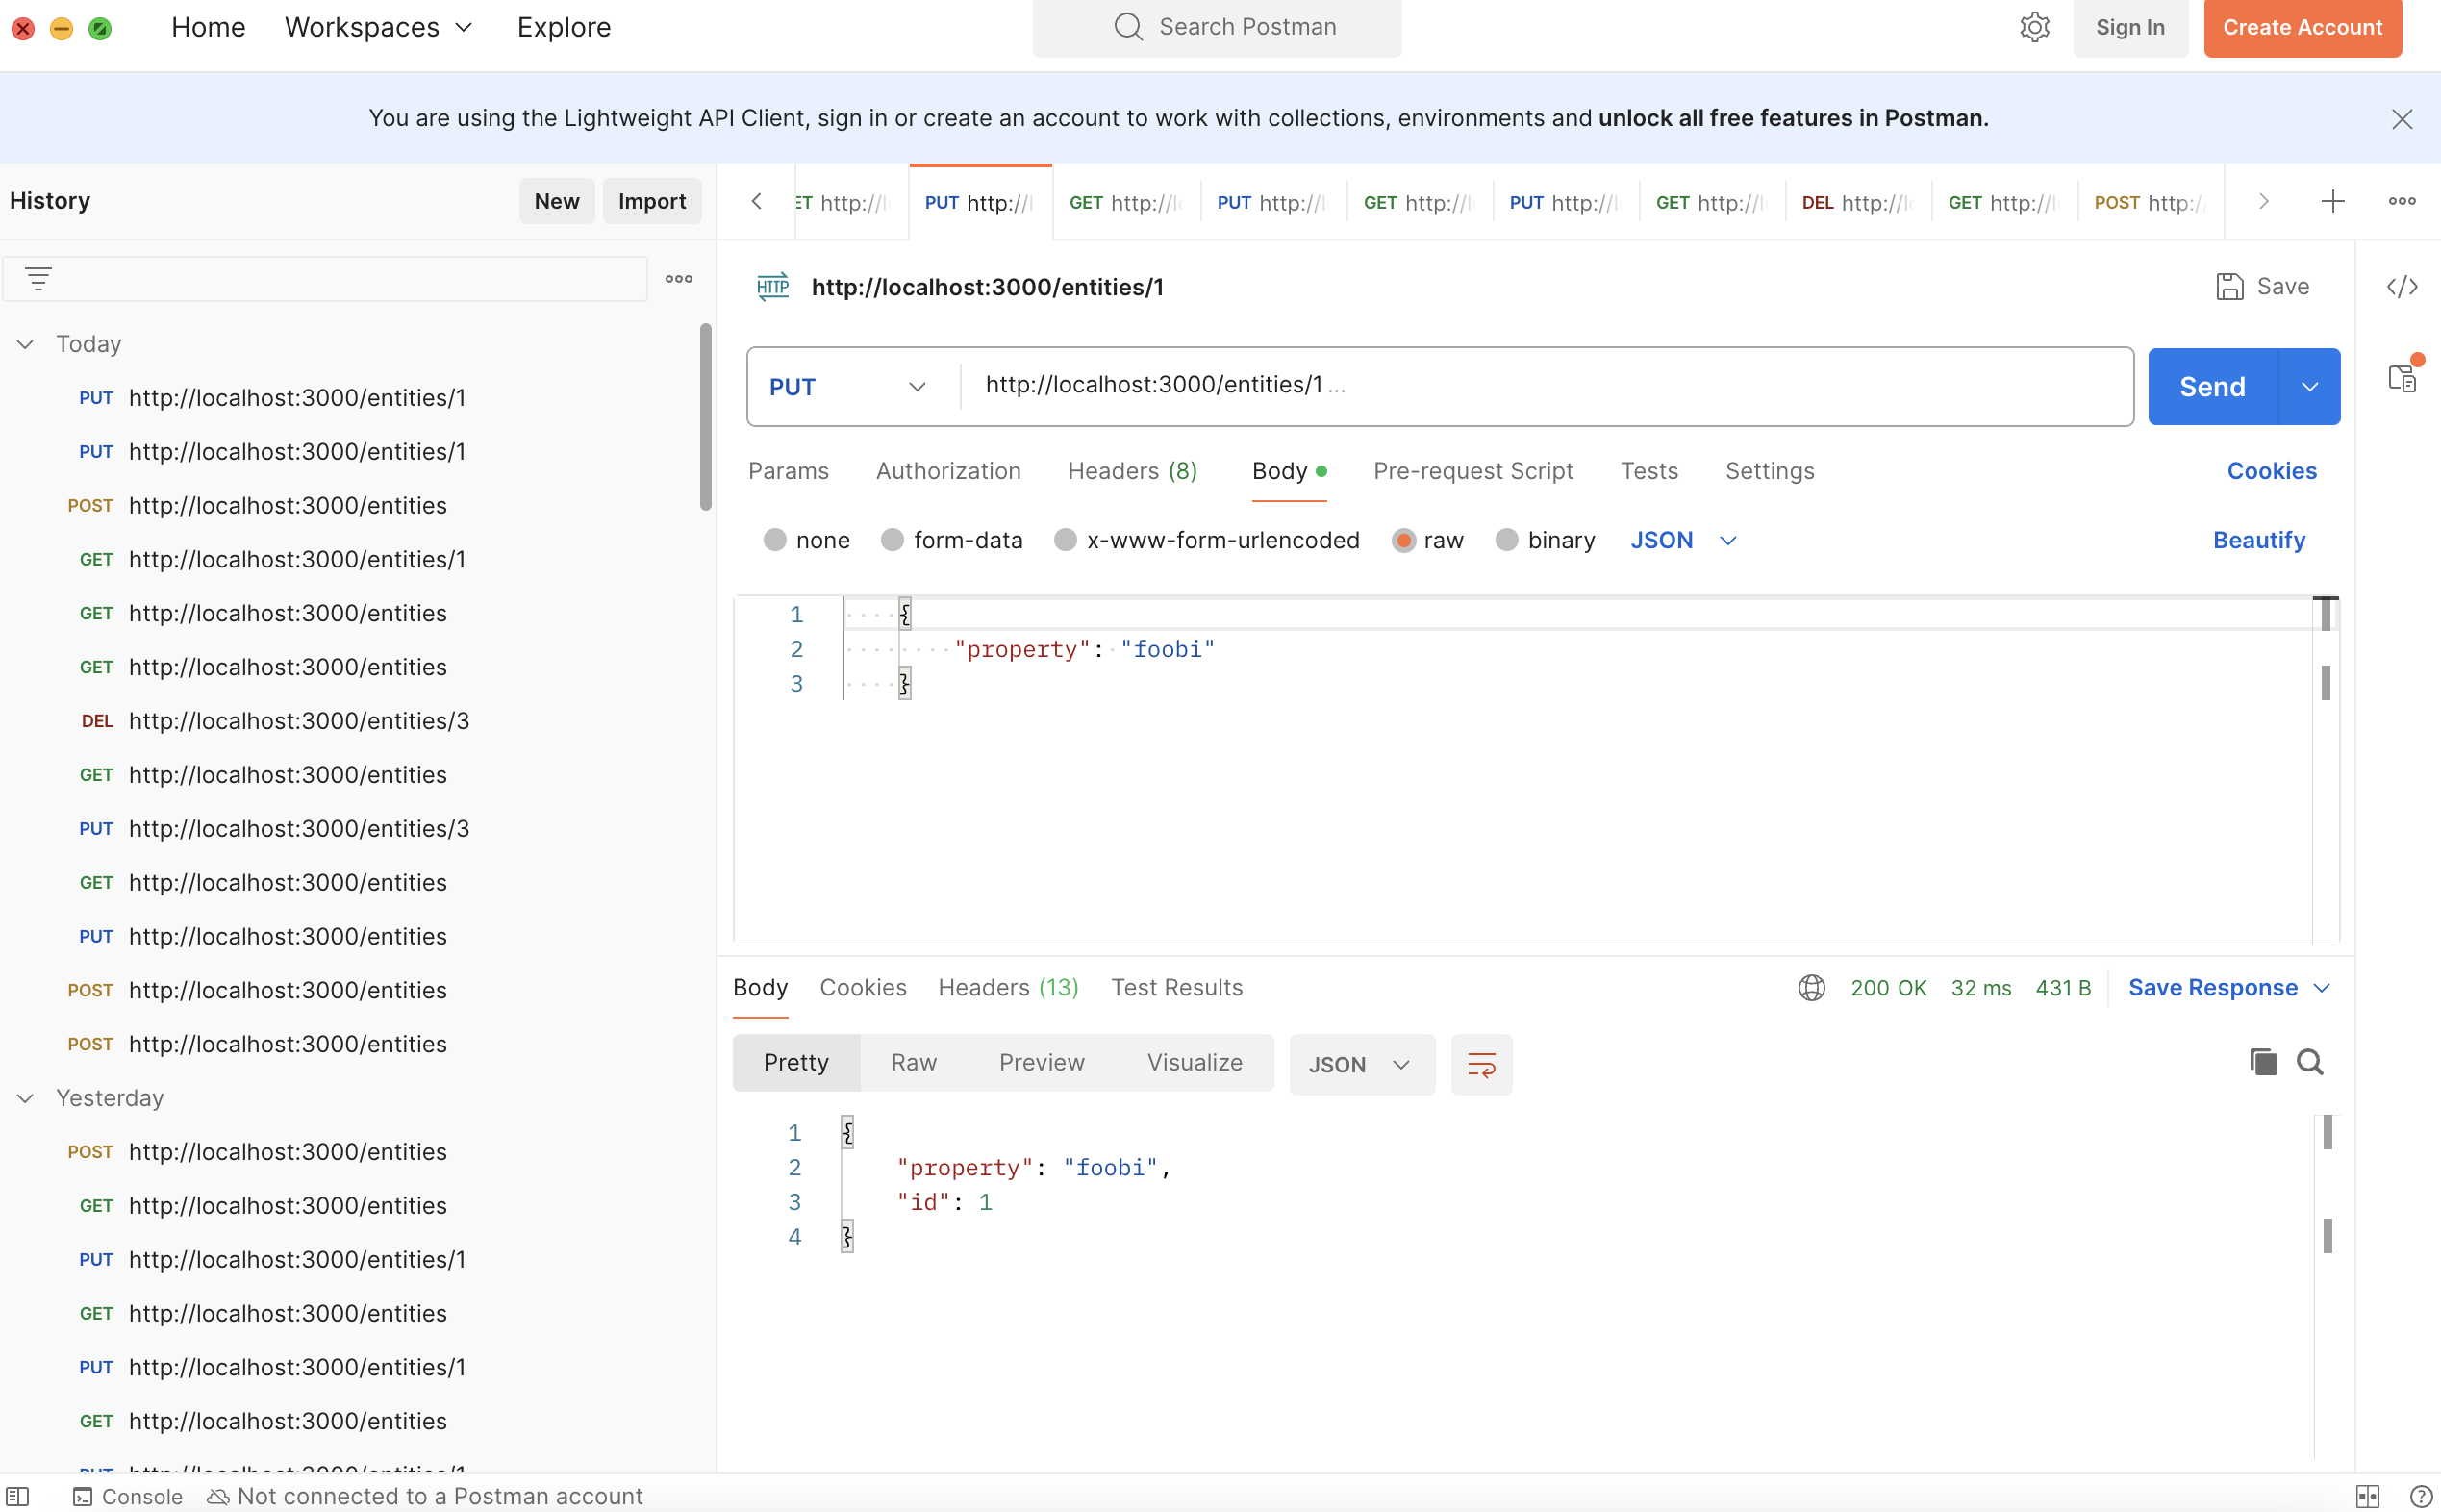 Home Workspaces Explore Search Postman Sign In Create Account
You are using the Lightweight API Client, sign in or create an account to work with collections, environments and unlock all free features in Postman.
History New Import
ET http://l PUT http://l GET http://l PUT http://l GET http://l PUT http://l GET http://l DEL http://l GET http://l POST http:/
Today
PUT http://localhost:3000/entities/1
PUT http://localhost:3000/entities/1
POST http://localhost:3000/entities
GET http://localhost:3000/entities/1
GET http://localhost:3000/entities
GET http://localhost:3000/entities
DEL http://localhost:3000/entities/3
GET http://localhost:3000/entities
PUT http://localhost:3000/entities/3
GET http://localhost:3000/entities
PUT http://localhost:3000/entities
POST http://localhost:3000/entities
POST http://localhost:3000/entities
Yesterday
POST http://localhost:3000/entities
GET http://localhost:3000/entities
PUT http://localhost:3000/entities/1
GET http://localhost:3000/entities
PUT http://localhost:3000/entities/1
GET http://localhost:3000/entities
HTTP http://localhost:3000/entities/1 Save
PUT http://localhost:3000/entities/1... Send
Params Authorization Headers (8) Body Pre-request Script Tests Settings Cookies
none form-data x-www-form-urlencoded raw binary JSON Beautify
1 {
2 "property": "foobi"
3 }
Body Cookies Headers (13) Test Results 200 OK 32 ms 431 B Save Response
Pretty Raw Preview Visualize JSON
1 {
2 "property": "foobi",
3 "id": 1
4 }
Console Not connected to a Postman account